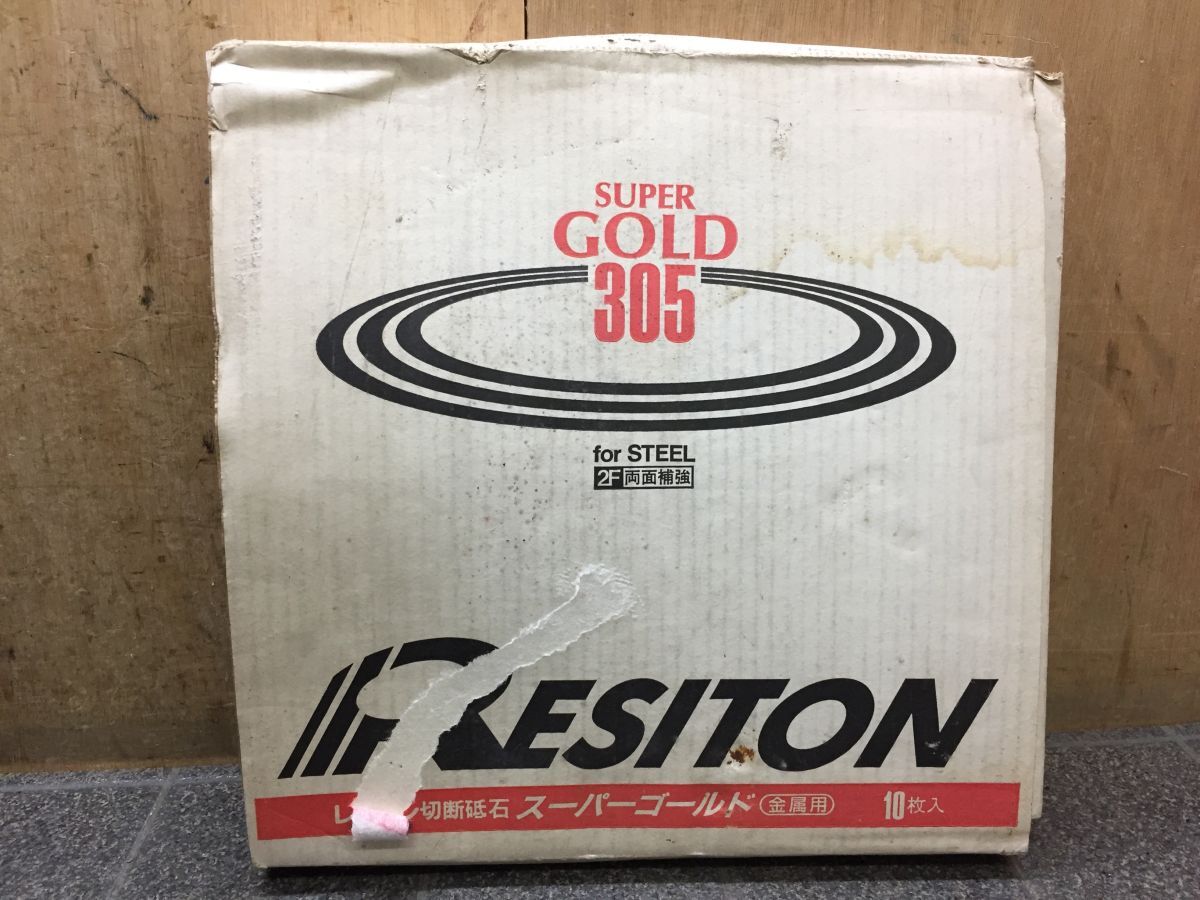 SUPER
GOLD
305
for STEEL
2F 両面補強
RESITON
切断砥石 スーパーゴールド 金属用 10枚入